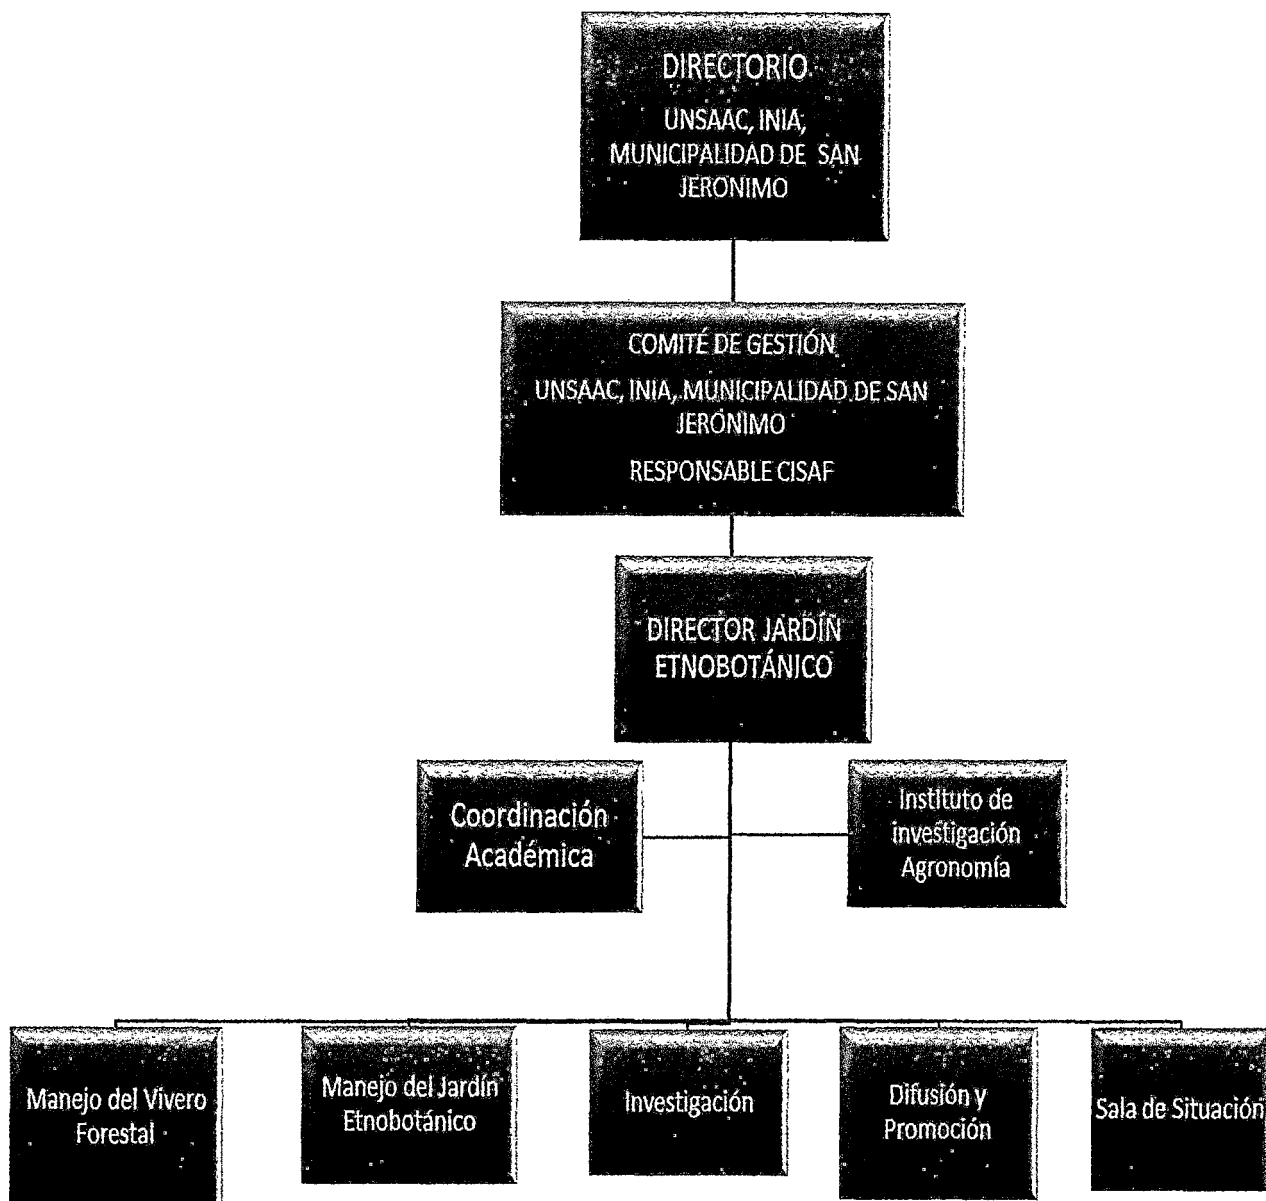 DIRECTORIO
UNSAAC, INIA,
MUNICIPALIDAD DE SAN
JERONIMO
COMITÉ DE GESTIÓN
UNSAAC, INIA, MUNICIPALIDAD DE SAN
JERÓNIMO
RESPONSABLE CISAF
DIRECTOR JARDÍN
ETNOBOTÁNICO
Coordinación
Académica
Instituto de
investigación
Agronomía
Manejo del Vivero
Forestal
Manejo del Jardín
Etnobotánico
Investigación
Difusión y
Promoción
Sala de Situación